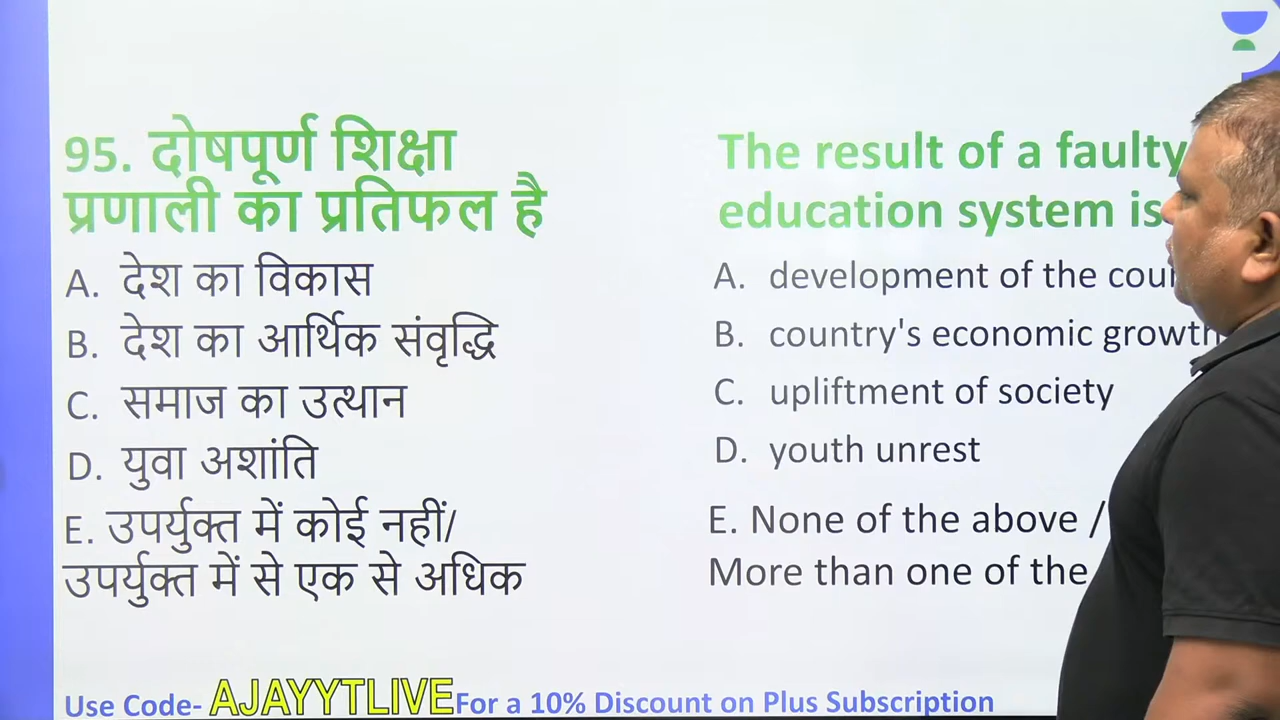 95. दोषपूर्ण शिक्षा
प्रणाली का प्रतिफल है
A. देश का विकास
B. देश का आर्थिक संवृद्धि
C. समाज का उत्थान
D. युवा अशांति
E. उपर्युक्त में कोई नहीं/
उपर्युक्त में से एक से अधिक
The result of a faulty
education system is
A. development of the
B. country's economic growth
C. upliftment of society
D. youth unrest
E. None of the above /
More than one of the
Use Code- AJAYYTLIVE For a 10% Discount on Plus Subscription